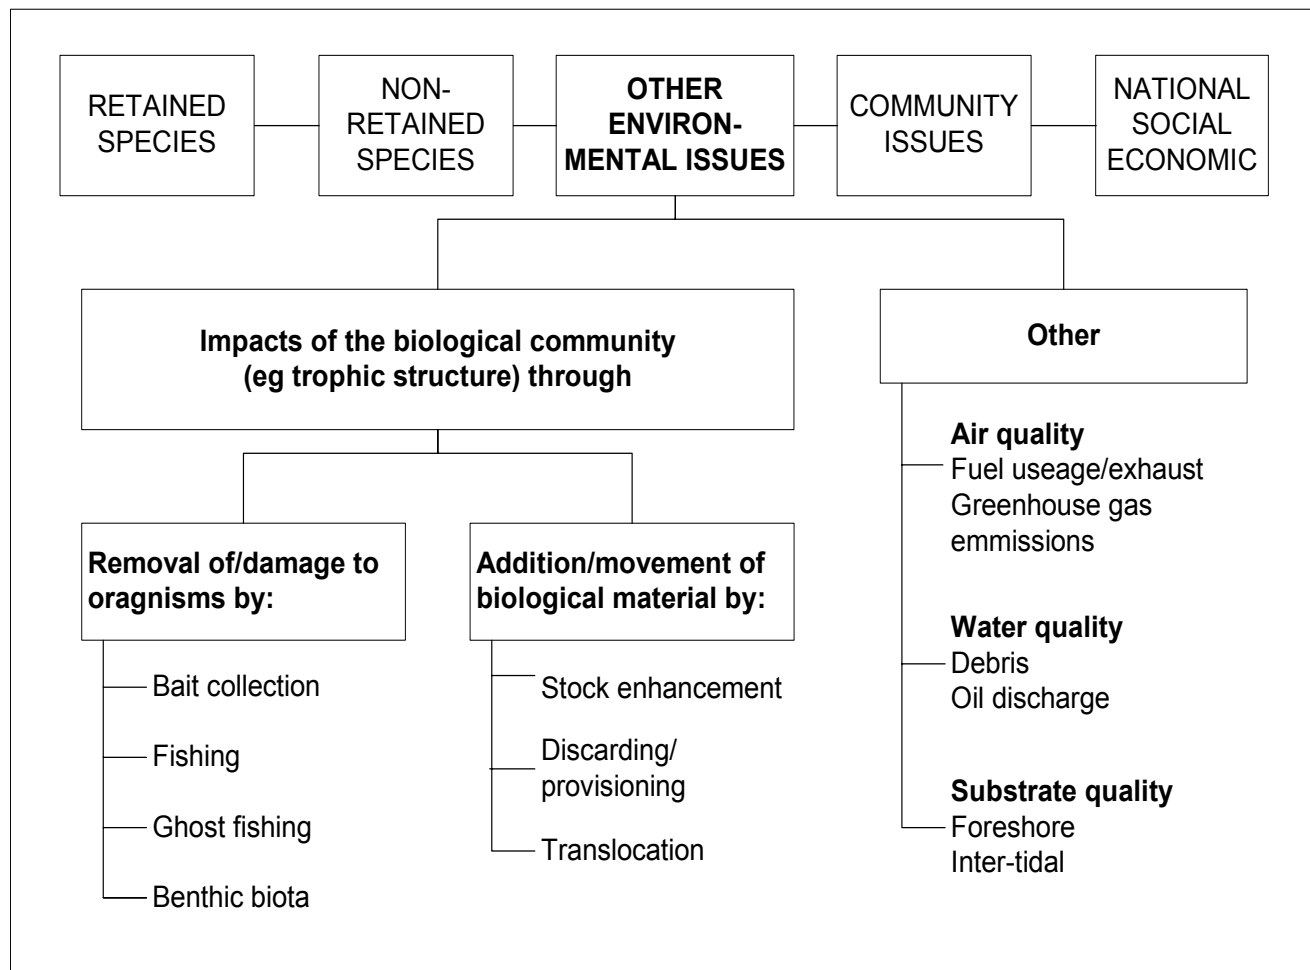 RETAINED
SPECIES
NON-
RETAINED
SPECIES
OTHER
ENVIRON-
MENTAL ISSUES
COMMUNITY
ISSUES
NATIONAL
SOCIAL
ECONOMIC
Impacts of the biological community
(eg trophic structure) through
Other
Removal of/damage to
oragnisms by:
Bait collection
Fishing
Ghost fishing
Benthic biota
Addition/movement of
biological material by:
Stock enhancement
Discarding/
provisioning
Translocation
Air quality
Fuel useage/exhaust
Greenhouse gas
emmissions
Water quality
Debris
Oil discharge
Substrate quality
Foreshore
Inter-tidal